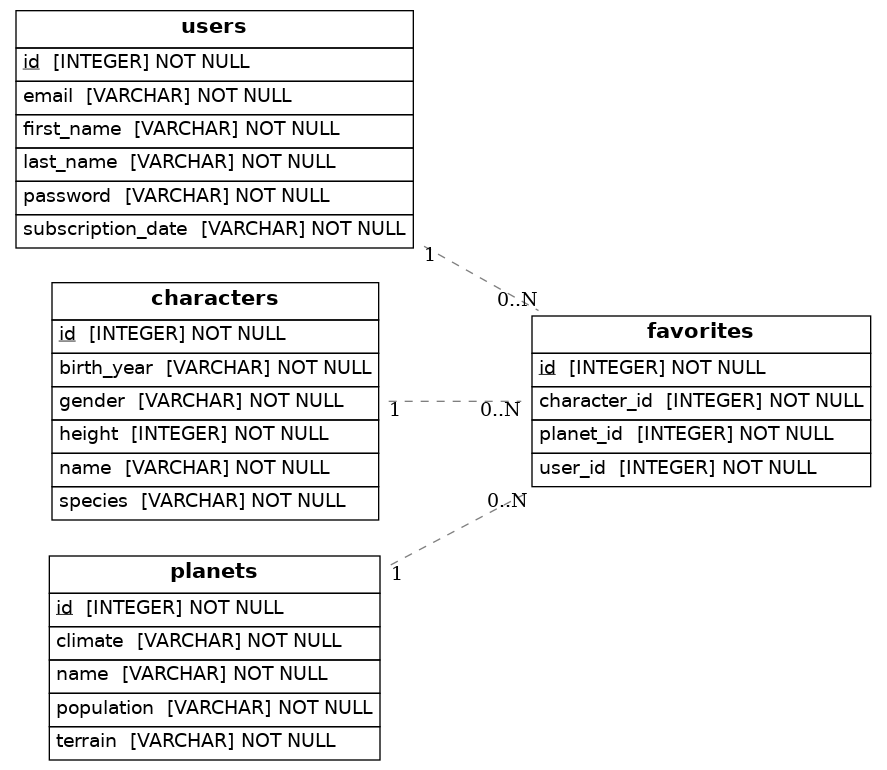 users
id [INTEGER] NOT NULL
email [VARCHAR] NOT NULL
first_name [VARCHAR] NOT NULL
last_name [VARCHAR] NOT NULL
password [VARCHAR] NOT NULL
subscription_date [VARCHAR] NOT NULL
1
0..N
characters
id [INTEGER] NOT NULL
birth_year [VARCHAR] NOT NULL
gender [VARCHAR] NOT NULL
height [INTEGER] NOT NULL
name [VARCHAR] NOT NULL
species [VARCHAR] NOT NULL
1
0..N
favorites
id [INTEGER] NOT NULL
character_id [INTEGER] NOT NULL
planet_id [INTEGER] NOT NULL
user_id [INTEGER] NOT NULL
0..N
1
planets
id [INTEGER] NOT NULL
climate [VARCHAR] NOT NULL
name [VARCHAR] NOT NULL
population [VARCHAR] NOT NULL
terrain [VARCHAR] NOT NULL